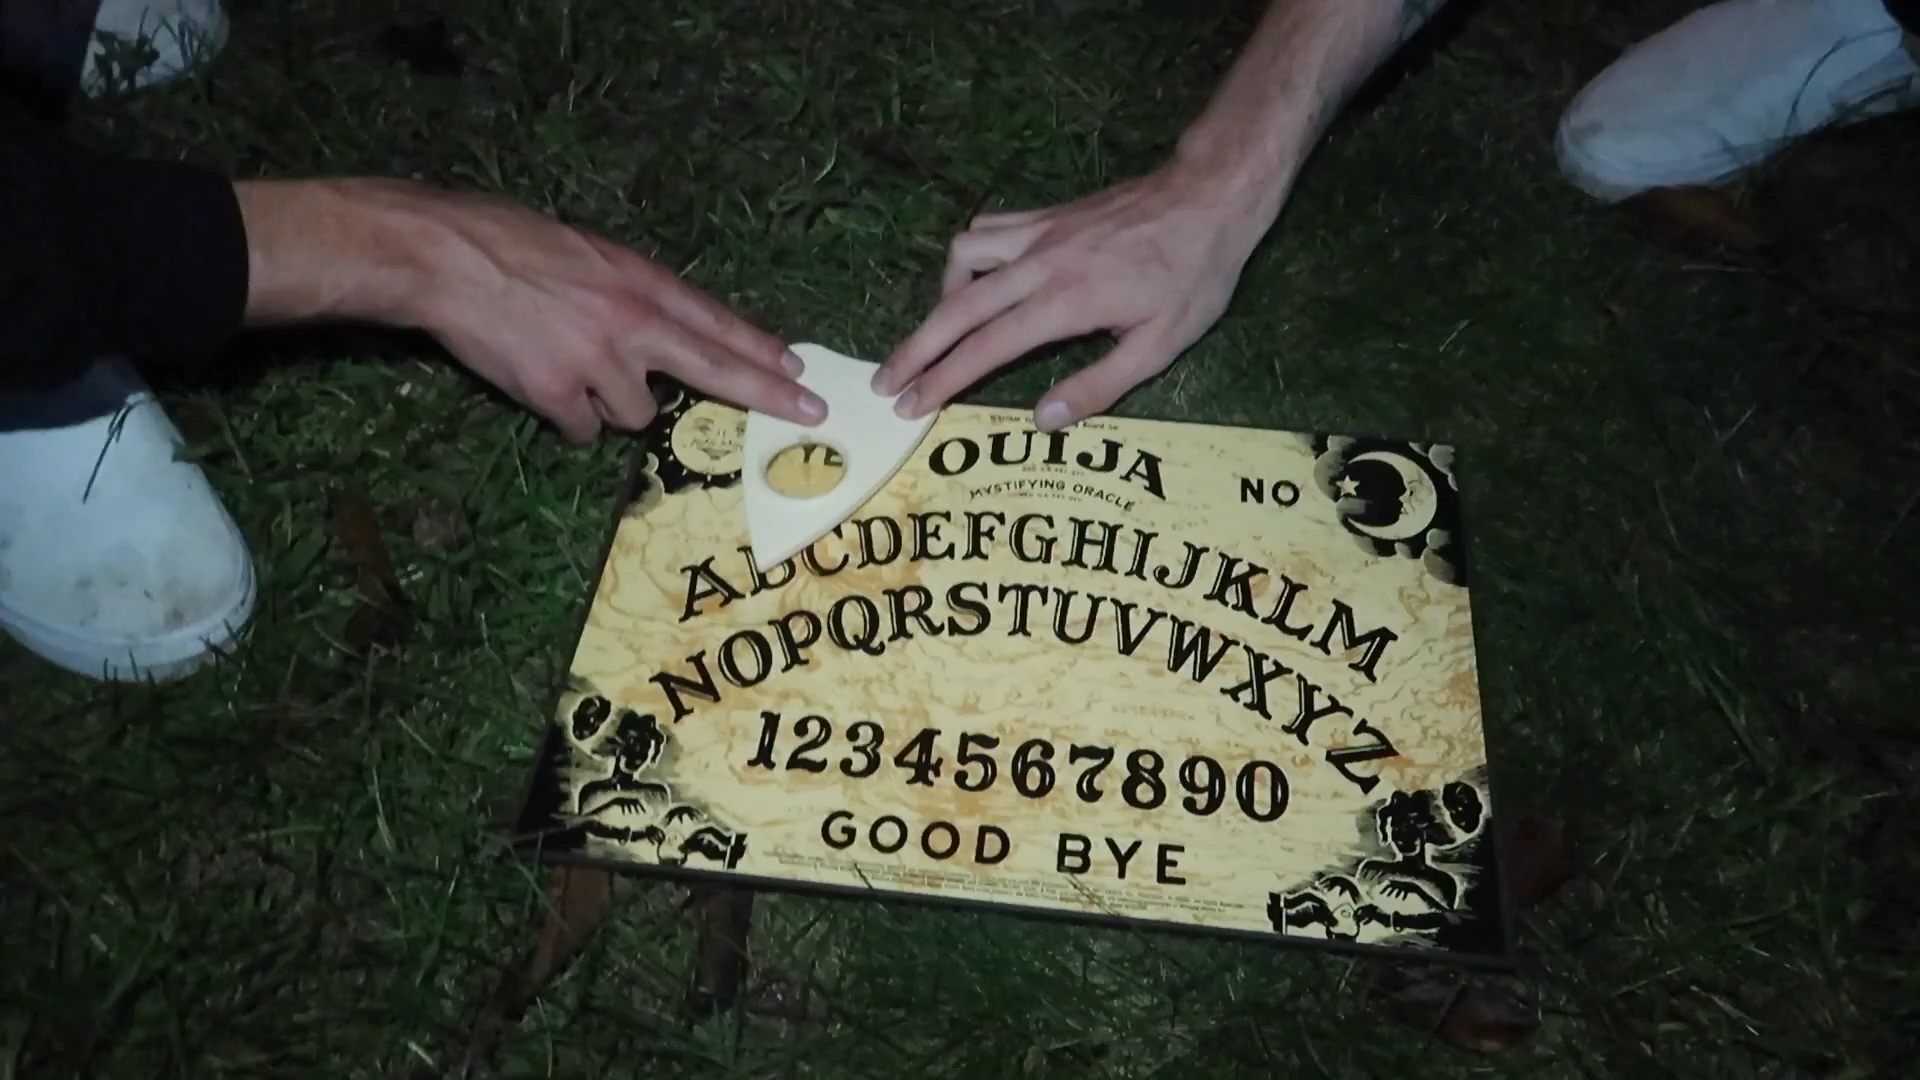 YE
OUIJA
NO
MYSTIFYING ORACLE
ABCDEFGHIJKLM
NOPQRSTUVWXYZ
1234567890
GOOD BYE